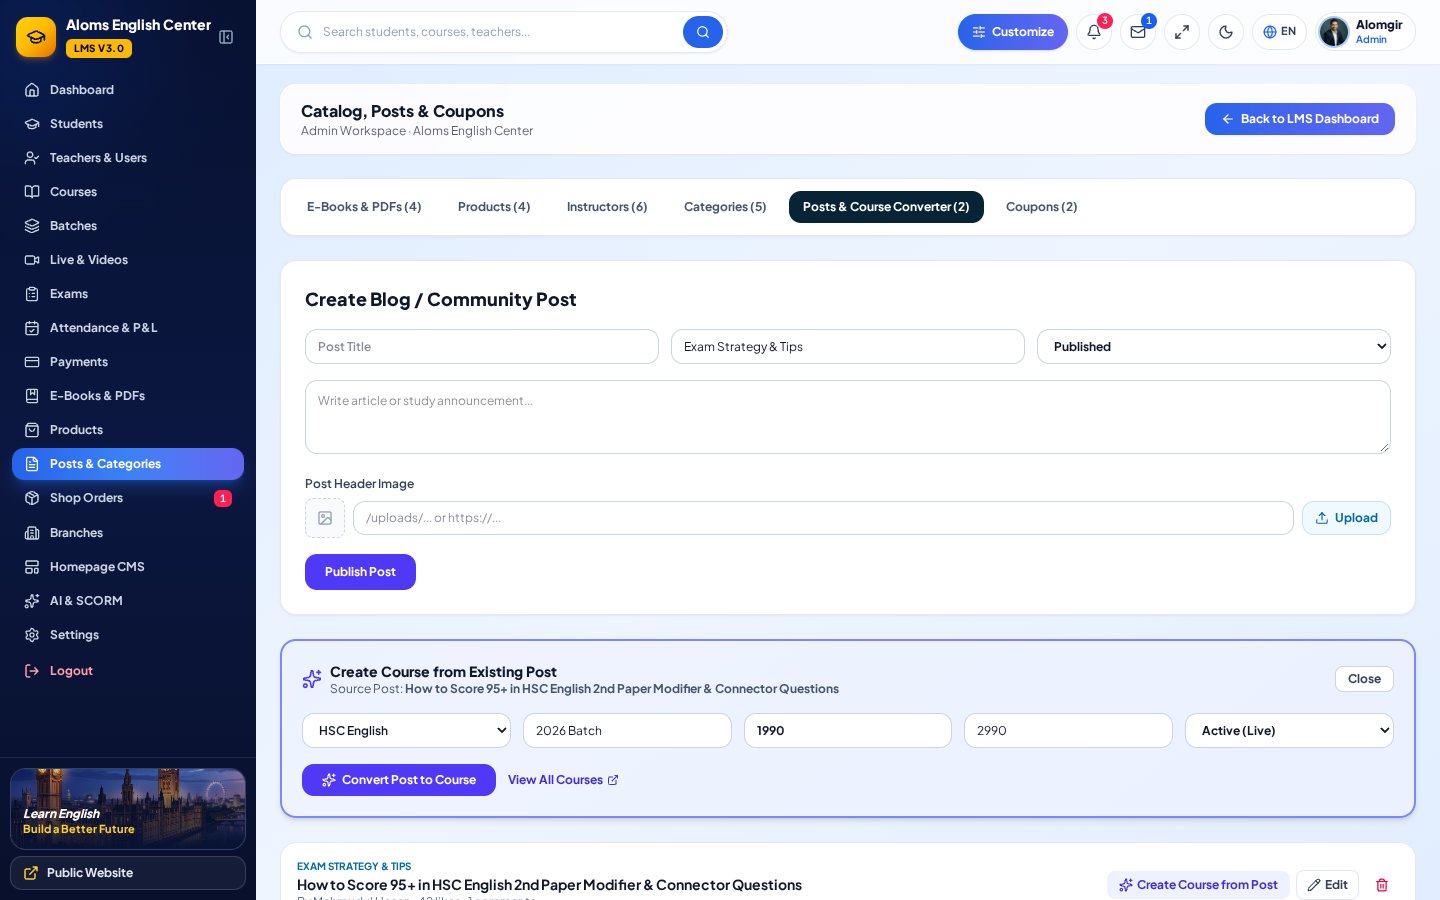 Aloms English Center
LMS V3.0
Dashboard
Students
Teachers & Users
Courses
Batches
Live & Videos
Exams
Attendance & P&L
Payments
E-Books & PDFs
Products
Posts & Categories
Shop Orders
1
Branches
Homepage CMS
AI & SCORM
Settings
Logout
Learn English
Build a Better Future
Public Website
Search students, courses, teachers...
Customize
3
1
EN
Alomgir
Admin
Catalog, Posts & Coupons
Admin Workspace · Aloms English Center
Back to LMS Dashboard
E-Books & PDFs (4)
Products (4)
Instructors (6)
Categories (5)
Posts & Course Converter (2)
Coupons (2)
Create Blog / Community Post
Post Title
Exam Strategy & Tips
Published
Write article or study announcement...
Post Header Image
/uploads/... or https://...
Upload
Publish Post
Create Course from Existing Post
Source Post: How to Score 95+ in HSC English 2nd Paper Modifier & Connector Questions
Close
HSC English
2026 Batch
1990
2990
Active (Live)
Convert Post to Course
View All Courses
EXAM STRATEGY & TIPS
How to Score 95+ in HSC English 2nd Paper Modifier & Connector Questions
Create Course from Post
Edit